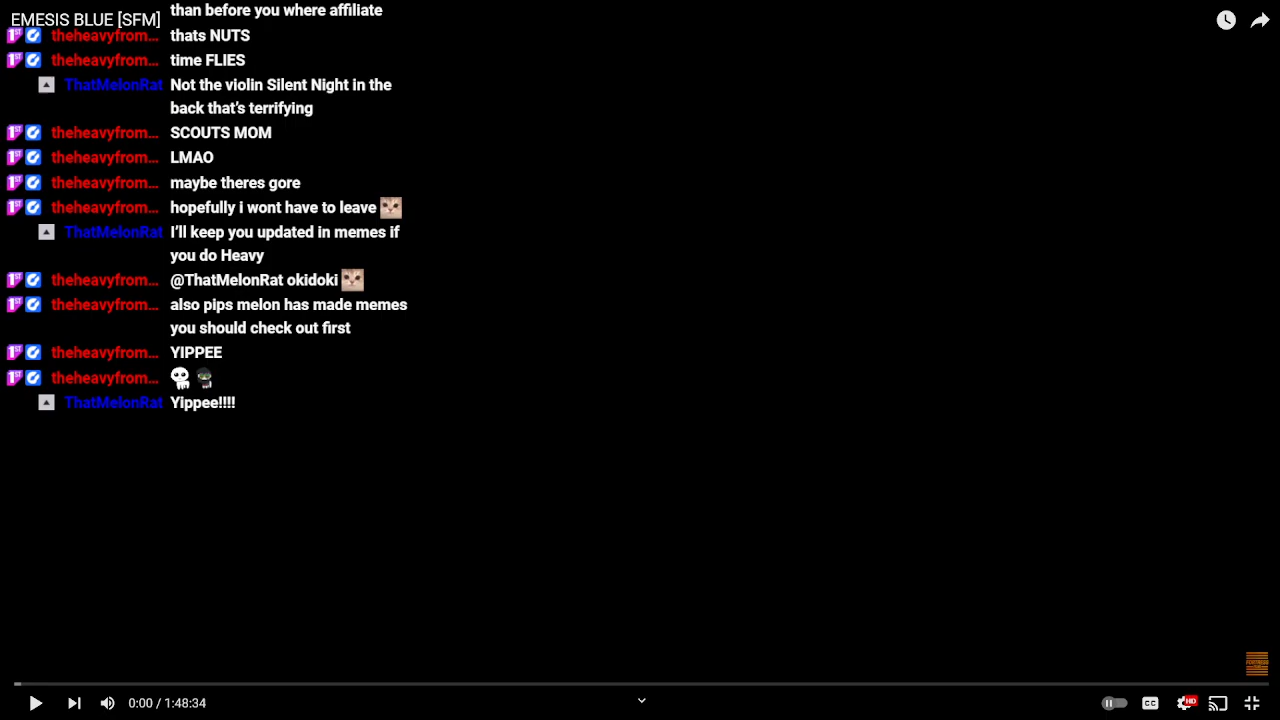 EMESIS BLUE [SFM]
than before you where affiliate
theheavyfrom... thats NUTS
theheavyfrom... time FLIES
ThatMelonRat Not the violin Silent Night in the
back that's terrifying
theheavyfrom... SCOUTS MOM
theheavyfrom... LMAO
theheavyfrom... maybe theres gore
theheavyfrom... hopefully i wont have to leave
ThatMelonRat I'll keep you updated in memes if
you do Heavy
theheavyfrom... @ThatMelonRat okidoki
theheavyfrom... also pips melon has made memes
you should check out first
theheavyfrom... YIPPEE
theheavyfrom...
ThatMelonRat Yippee!!!!
0:00 / 1:48:34
CC
HD